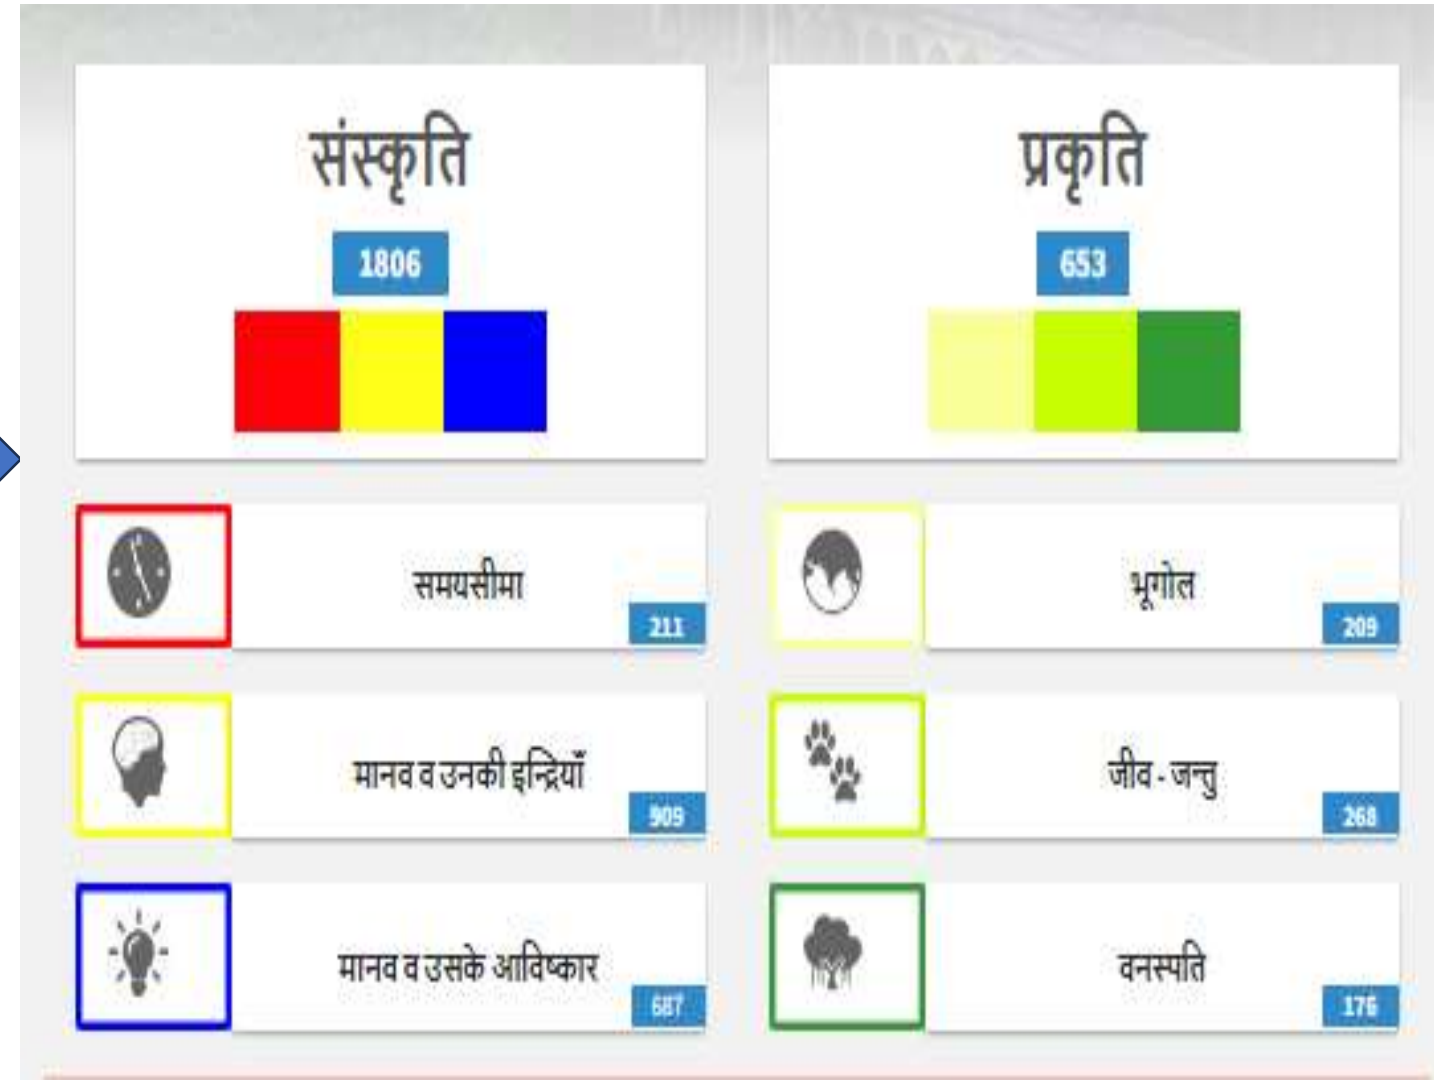 संस्कृति
1806
प्रकृति
653
समयसीमा
211
भूगोल
209
मानव व उनकी इन्द्रियाँ
909
जीव - जन्तु
268
मानव व उसके आविष्कार
687
वनस्पति
176